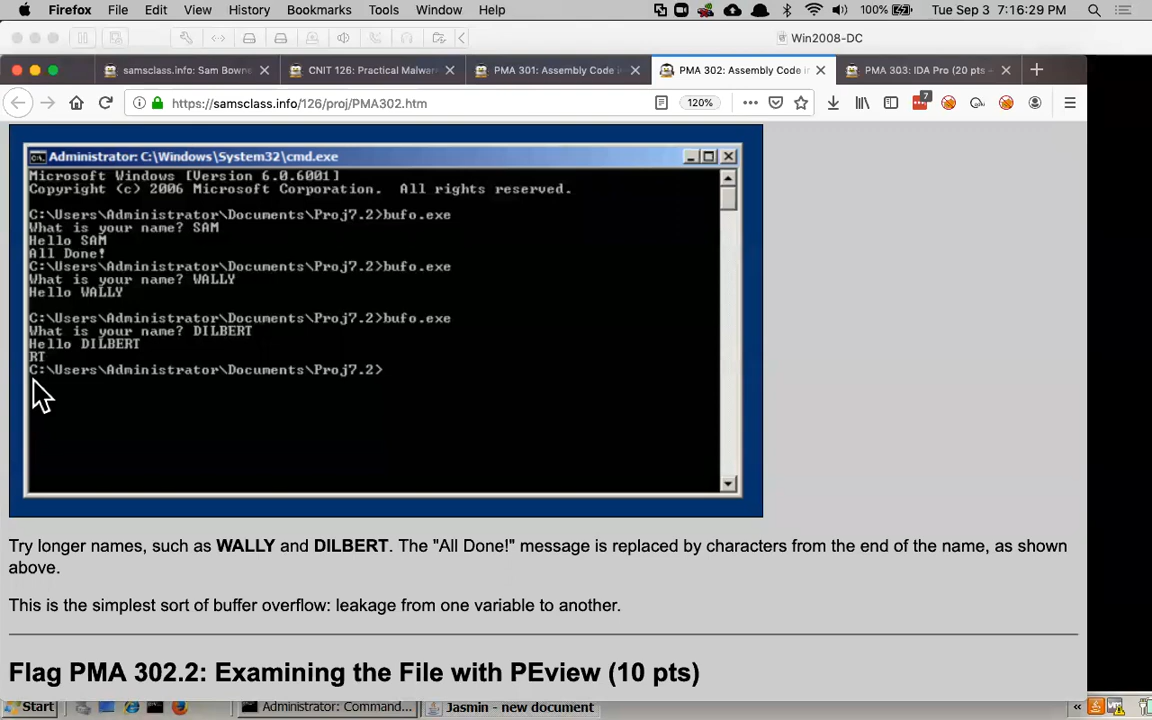 Firefox File Edit View History Bookmarks Tools Window Help 100% Tue Sep 3 7:16:29 PM
Win2008-DC
samsclass.info: Sam Bowne
CNIT 126: Practical Malwar
PMA 301: Assembly Code i
PMA 302: Assembly Code i
PMA 303: IDA Pro (20 pts
https://samsclass.info/126/proj/PMA302.htm 120% 7
Administrator: C:\Windows\System32\cmd.exe
Microsoft Windows [Version 6.0.6001]
Copyright (c) 2006 Microsoft Corporation. All rights reserved.
C:\Users\Administrator\Documents\Proj7.2>bufo.exe
What is your name? SAM
Hello SAM
All Done!
C:\Users\Administrator\Documents\Proj7.2>bufo.exe
What is your name? WALLY
Hello WALLY
C:\Users\Administrator\Documents\Proj7.2>bufo.exe
What is your name? DILBERT
Hello DILBERT
RT
C:\Users\Administrator\Documents\Proj7.2>
Try longer names, such as WALLY and DILBERT. The "All Done!" message is replaced by characters from the end of the name, as shown
above.
This is the simplest sort of buffer overflow: leakage from one variable to another.
Flag PMA 302.2: Examining the File with PEview (10 pts)
Start Administrator: Command... Jasmin - new document